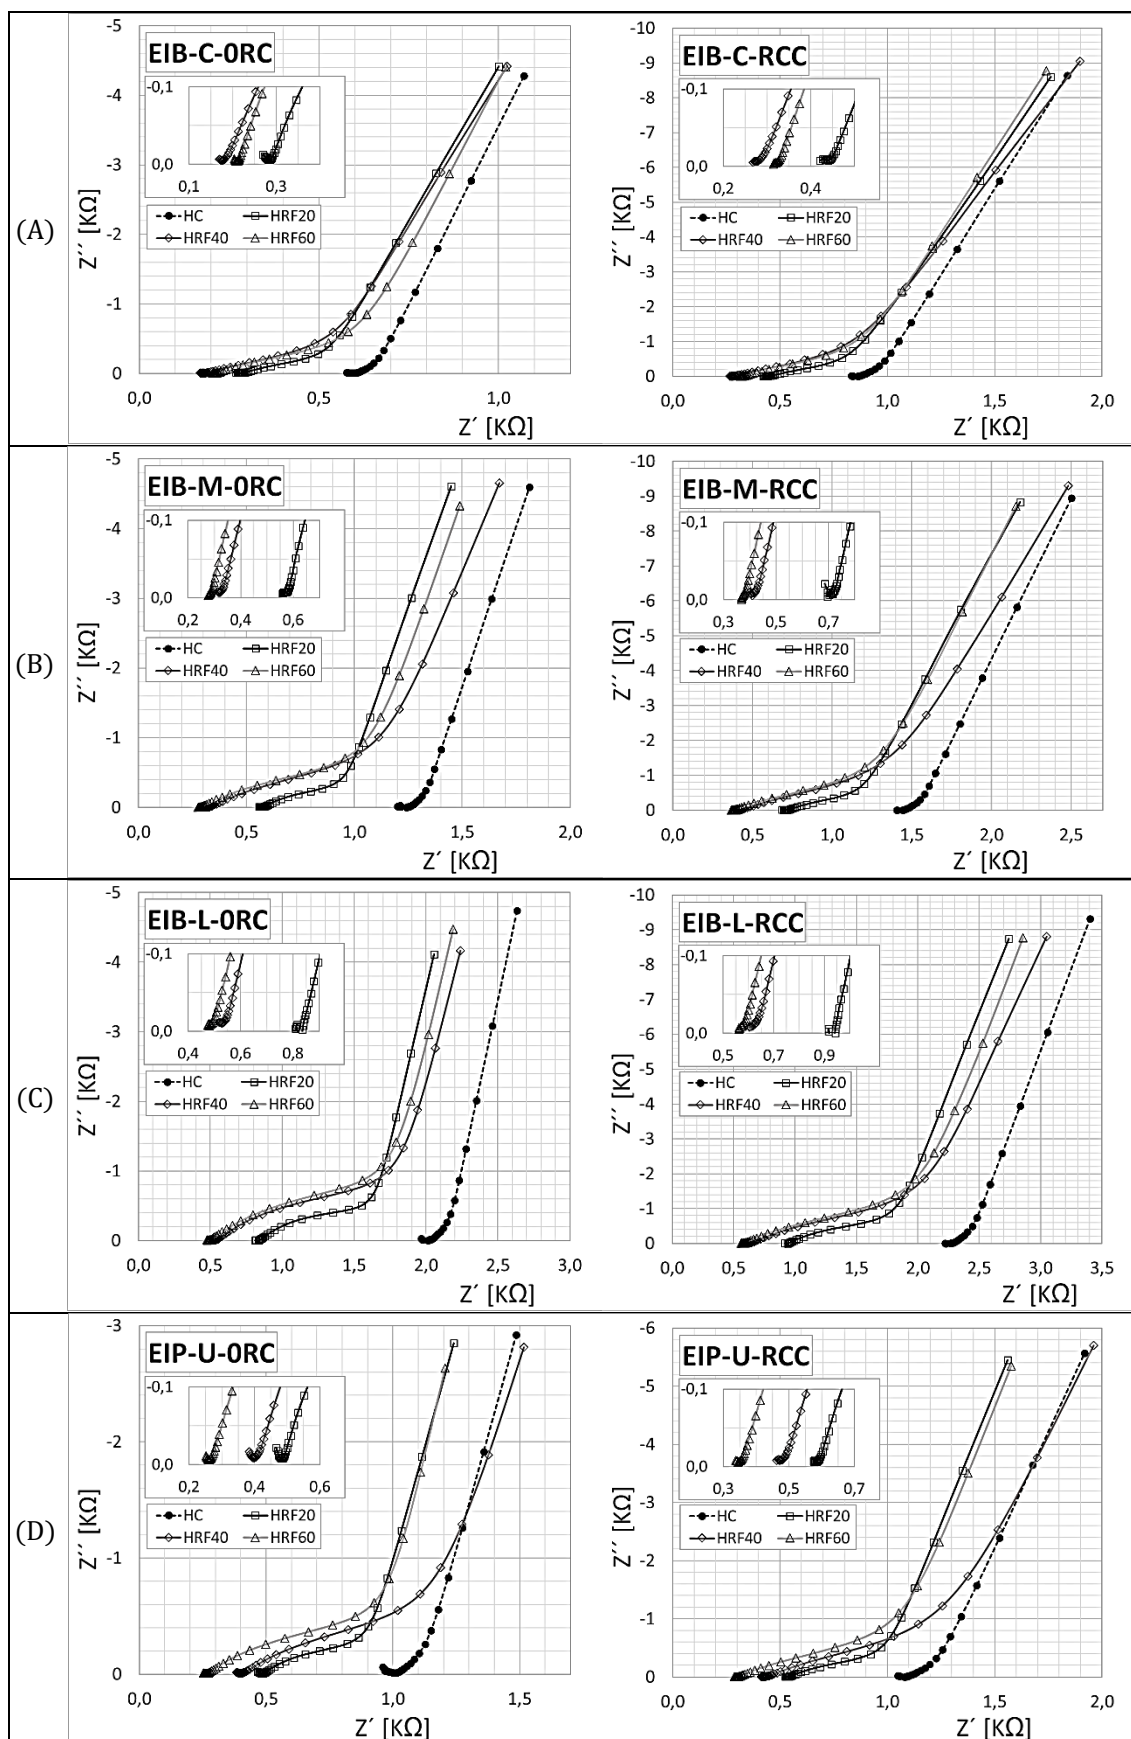 (A)
EIB-C-0RC
-5
-4
-3
-2
-1
0
Z´´ [KΩ]
-0,1
0,0
0,1
0,3
HC
HRF20
HRF40
HRF60
0,0
0,5
1,0
Z´ [KΩ]
EIB-C-RCC
-10
-9
-8
-7
-6
-5
-4
-3
-2
-1
0
Z´´ [KΩ]
-0,1
0,0
0,2
0,4
HC
HRF20
HRF40
HRF60
0,0
0,5
1,0
1,5
2,0
Z´ [KΩ]
(B)
EIB-M-0RC
-5
-4
-3
-2
-1
0
Z´´ [KΩ]
-0,1
0,0
0,2
0,4
0,6
HC
HRF20
HRF40
HRF60
0,0
0,5
1,0
1,5
2,0
Z´ [KΩ]
EIB-M-RCC
-10
-9
-8
-7
-6
-5
-4
-3
-2
-1
0
Z´´ [KΩ]
-0,1
0,0
0,3
0,5
0,7
HC
HRF20
HRF40
HRF60
0,0
0,5
1,0
1,5
2,0
2,5
Z´ [KΩ]
(C)
EIB-L-0RC
-5
-4
-3
-2
-1
0
Z´´ [KΩ]
-0,1
0,0
0,4
0,6
0,8
HC
HRF20
HRF40
HRF60
0,0
0,5
1,0
1,5
2,0
2,5
3,0
Z´ [KΩ]
EIB-L-RCC
-10
-9
-8
-7
-6
-5
-4
-3
-2
-1
0
Z´´ [KΩ]
-0,1
0,0
0,5
0,7
0,9
HC
HRF20
HRF40
HRF60
0,0
0,5
1,0
1,5
2,0
2,5
3,0
3,5
Z´ [KΩ]
(D)
EIP-U-0RC
-3
-2
-1
0
Z´´ [KΩ]
-0,1
0,0
0,2
0,4
0,6
HC
HRF20
HRF40
HRF60
0,0
0,5
1,0
1,5
Z´ [KΩ]
EIP-U-RCC
-6
-5
-4
-3
-2
-1
0
Z´´ [KΩ]
-0,1
0,0
0,3
0,5
0,7
HC
HRF20
HRF40
HRF60
0,0
0,5
1,0
1,5
2,0
Z´ [KΩ]